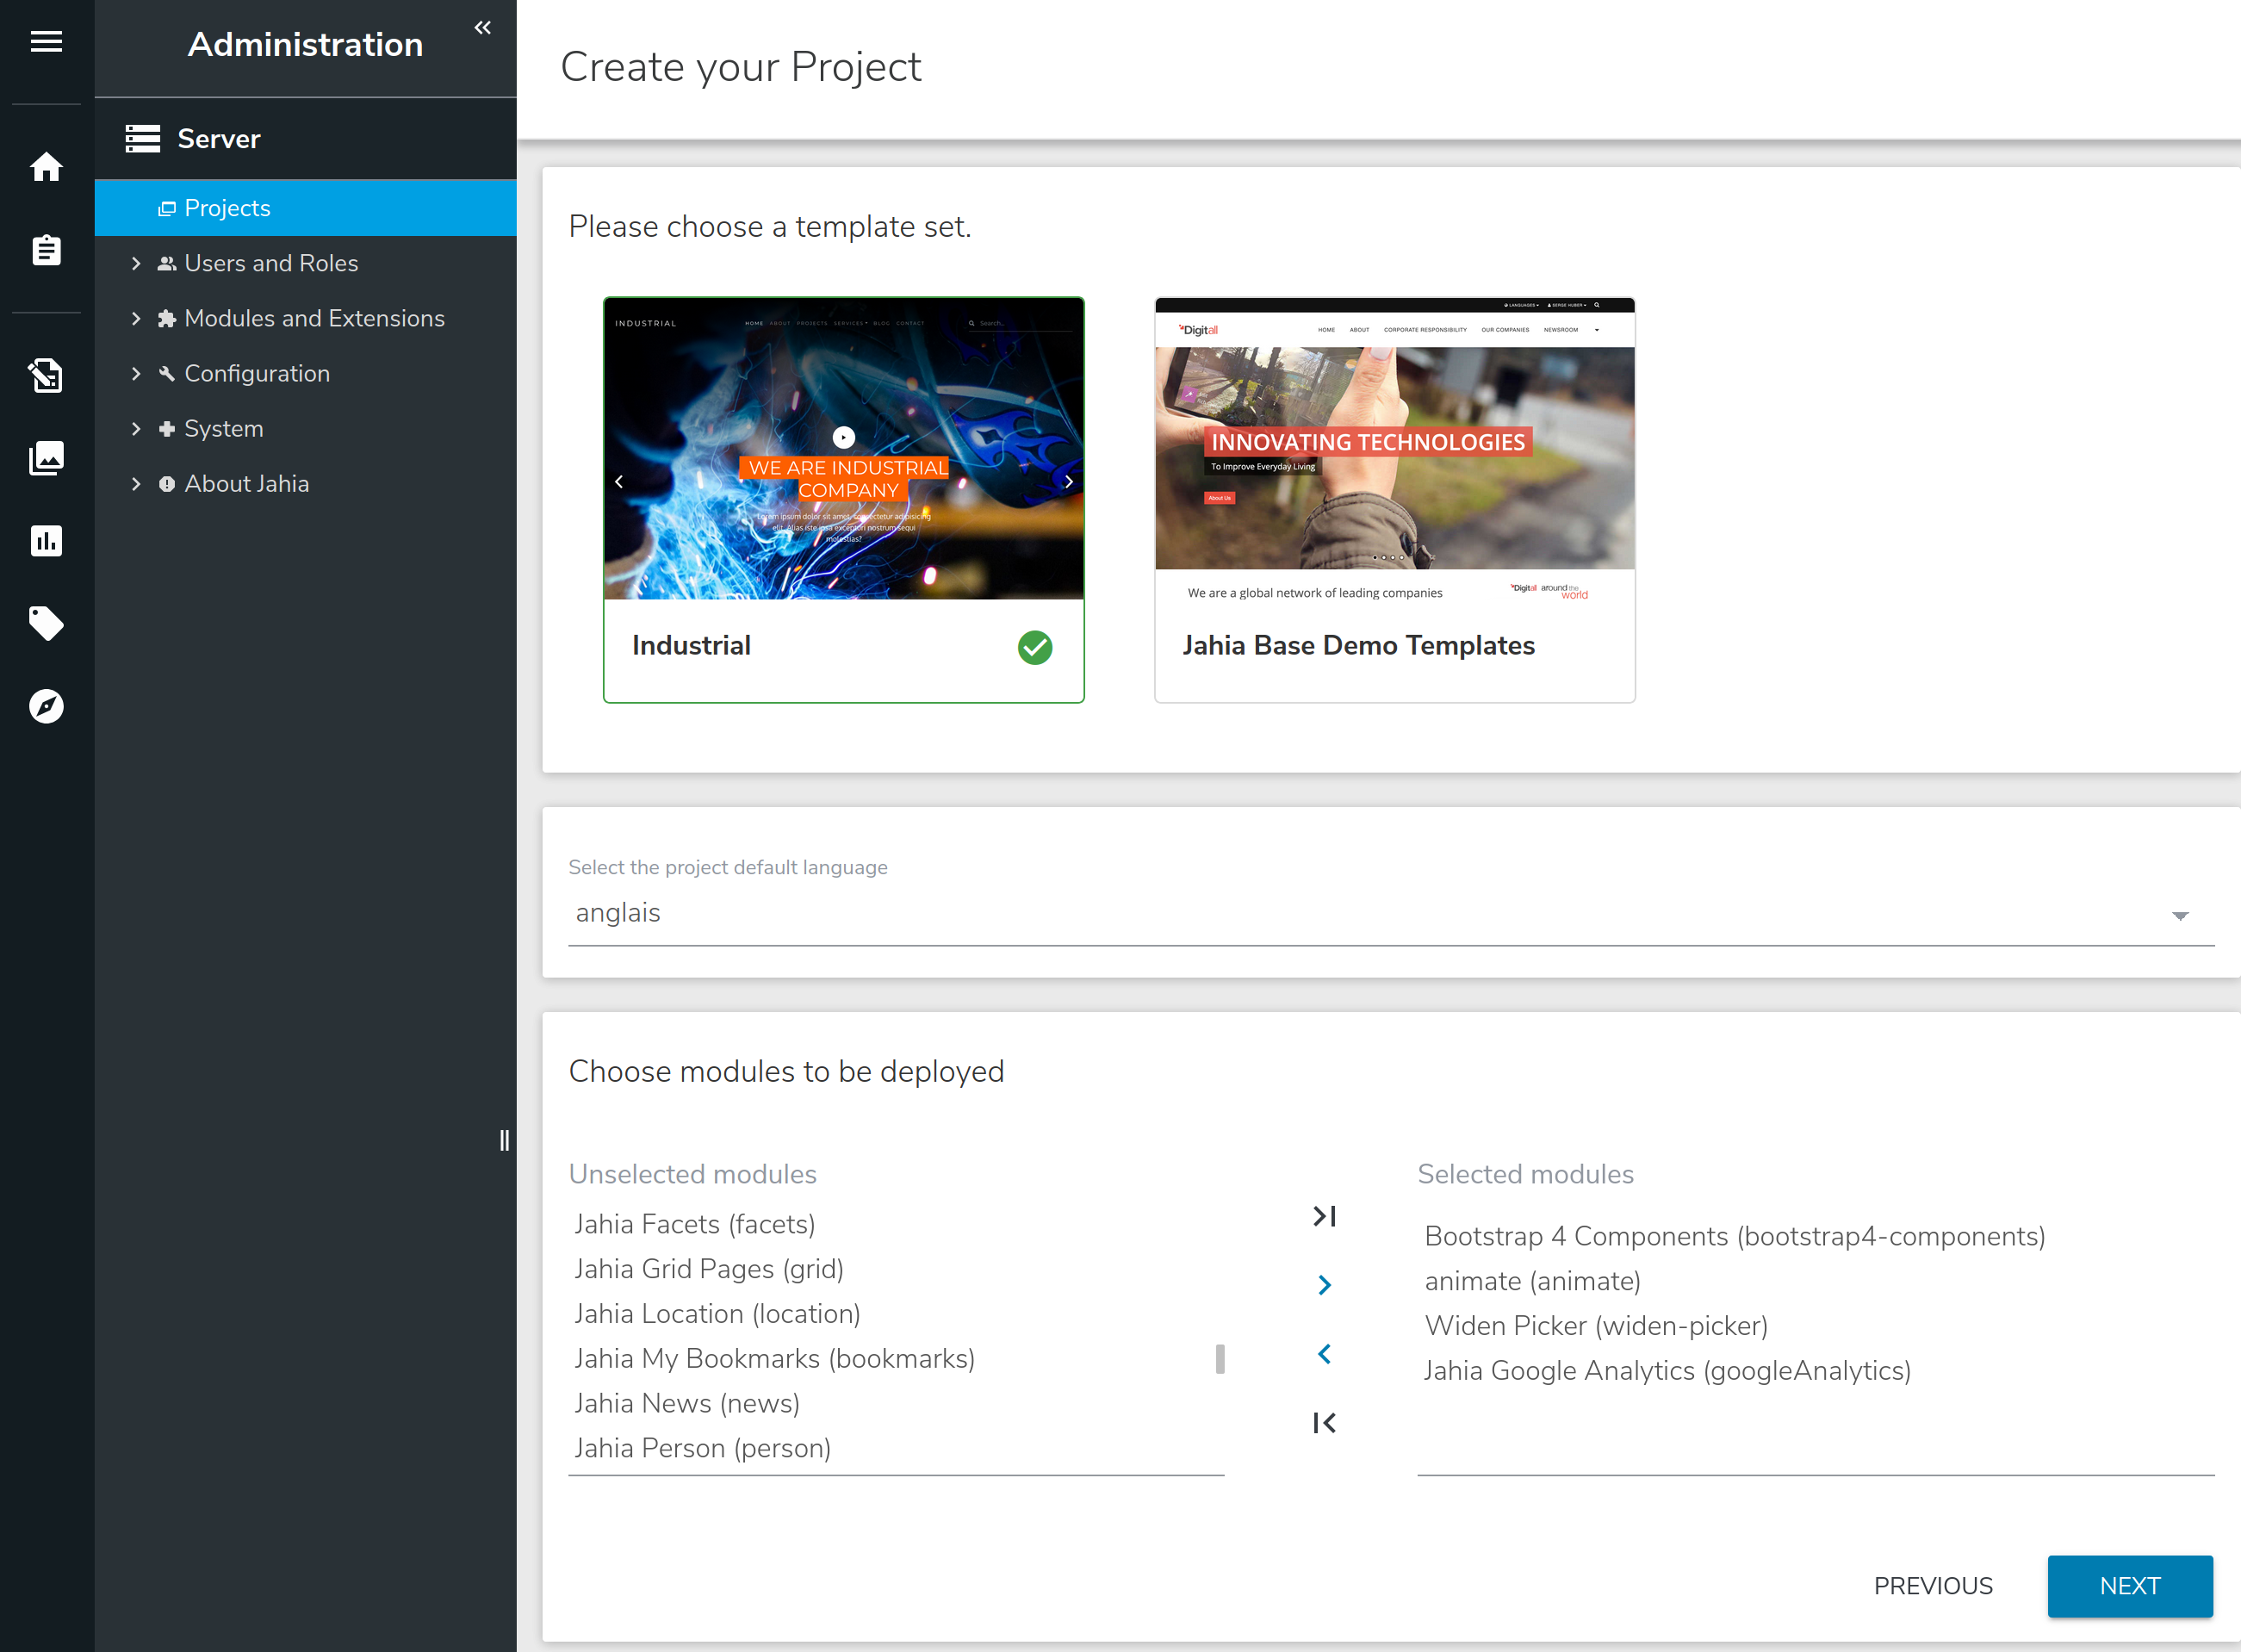 Administration
Server
Projects
Users and Roles
Modules and Extensions
Configuration
System
About Jahia
Create your Project
Please choose a template set.
INDUSTRIAL
HOME ABOUT PROJECTS SERVICES BLOG CONTACT
Search...
WE ARE INDUSTRIAL
COMPANY
Lorem ipsum dolor sit amet, consectetur adipisicing
elit. Alias iste ipsa excepturi nostrum sequi
molestias?
Industrial
LANGUAGES SERGE HUBER
Digitall
HOME ABOUT CORPORATE RESPONSIBILITY OUR COMPANIES NEWSROOM
INNOVATING TECHNOLOGIES
To Improve Everyday Living
About Us
We are a global network of leading companies
Digitall around the
world
Jahia Base Demo Templates
Select the project default language
anglais
Choose modules to be deployed
Unselected modules
Jahia Facets (facets)
Jahia Grid Pages (grid)
Jahia Location (location)
Jahia My Bookmarks (bookmarks)
Jahia News (news)
Jahia Person (person)
Selected modules
Bootstrap 4 Components (bootstrap4-components)
animate (animate)
Widen Picker (widen-picker)
Jahia Google Analytics (googleAnalytics)
PREVIOUS
NEXT